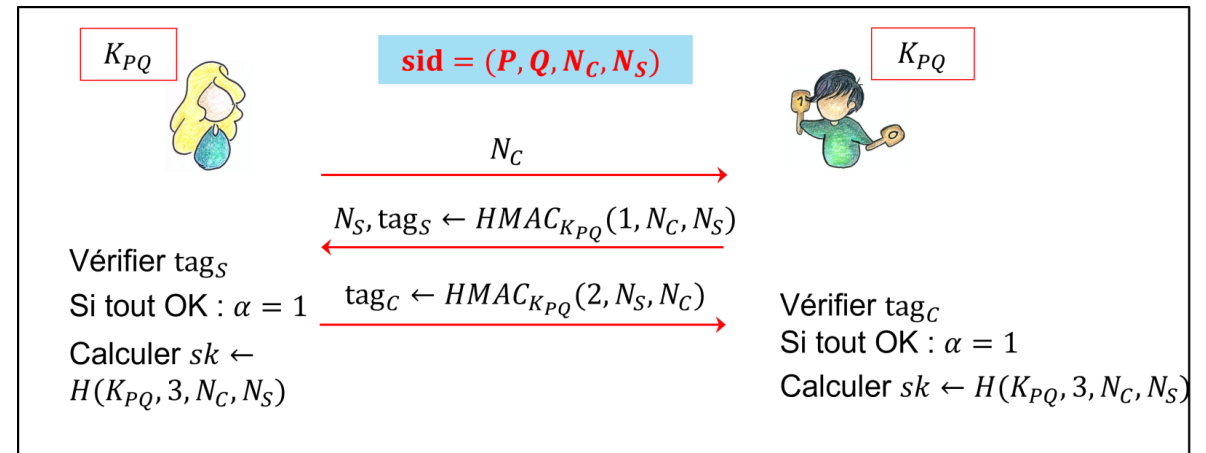 K_{PQ}
sid = (P, Q, N_C, N_S)
K_{PQ}
1
0
N_C
N_S, tag_S ← HMAC_{K_{PQ}}(1, N_C, N_S)
Vérifier tag_S
Si tout OK : α = 1
Calculer sk ←
H(K_{PQ}, 3, N_C, N_S)
tag_C ← HMAC_{K_{PQ}}(2, N_S, N_C)
Vérifier tag_C
Si tout OK : α = 1
Calculer sk ← H(K_{PQ}, 3, N_C, N_S)